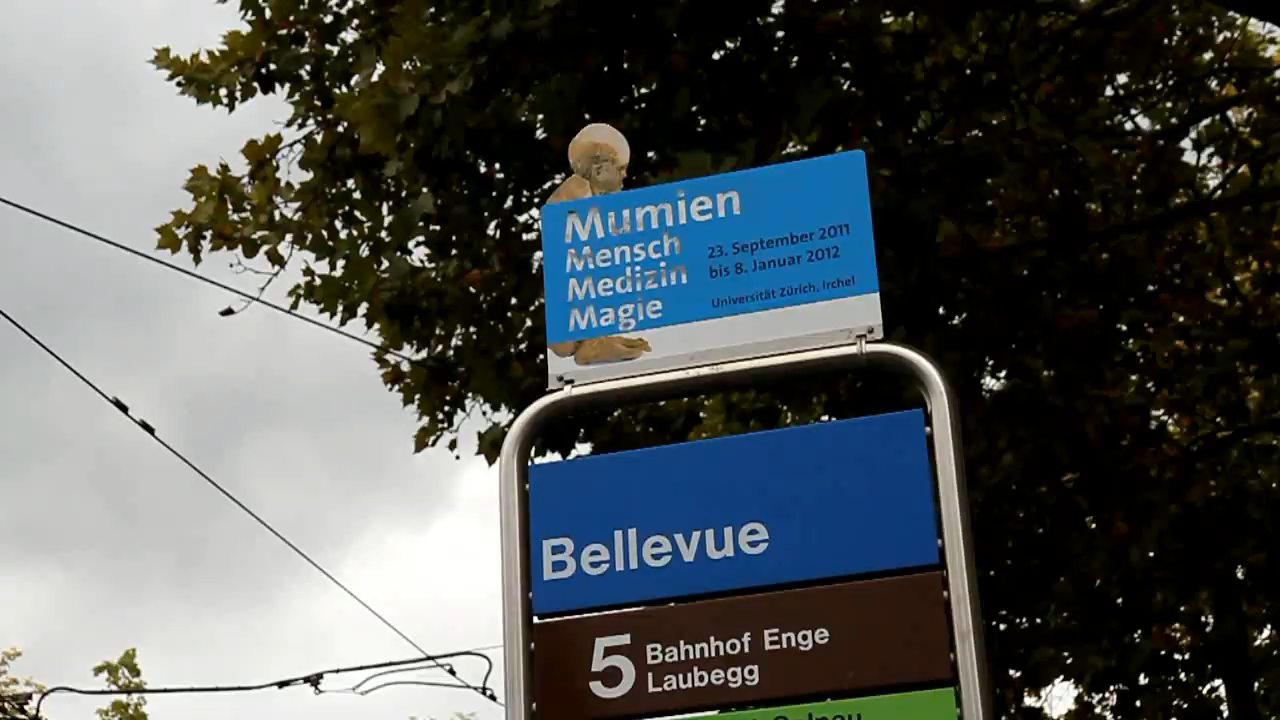 Mumien
Mensch
Medizin
Magie
23. September 2011
bis 8. Januar 2012
Universität Zürich, Irchel
Bellevue
5
Bahnhof Enge
Laubegg